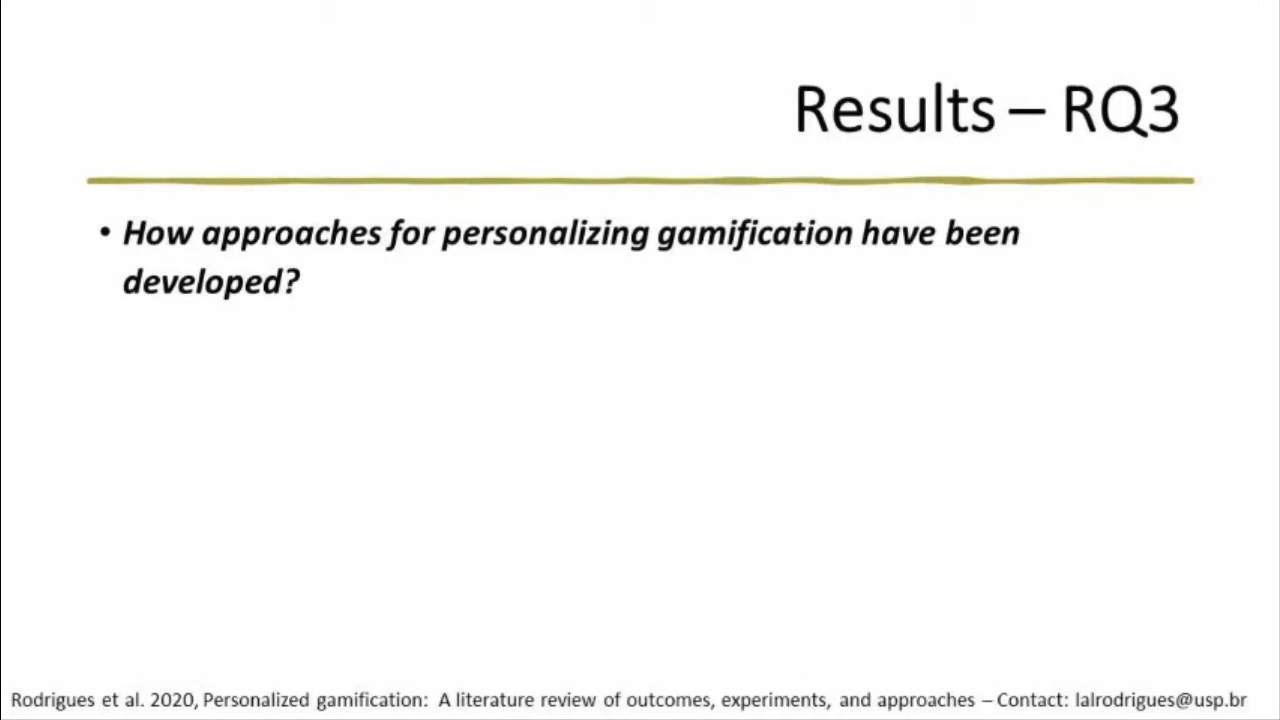 Results – RQ3
• How approaches for personalizing gamification have been
developed?
Rodrigues et al. 2020, Personalized gamification: A literature review of outcomes, experiments, and approaches – Contact: lalrodrigues@usp.br